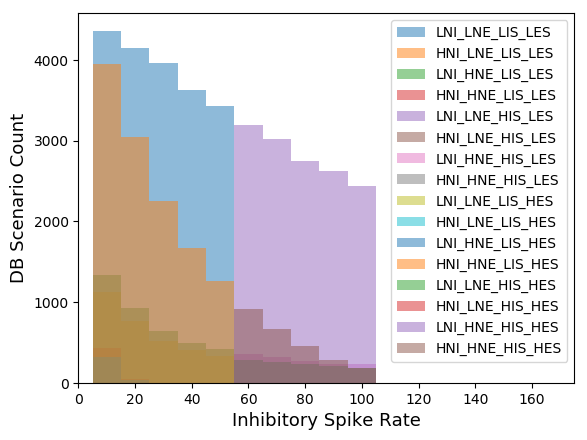 DB Scenario Count
4000
3000
2000
1000
0
0 20 40 60 80 100 120 140 160
Inhibitory Spike Rate
LNI_LNE_LIS_LES
HNI_LNE_LIS_LES
LNI_HNE_LIS_LES
HNI_HNE_LIS_LES
LNI_LNE_HIS_LES
HNI_LNE_HIS_LES
LNI_HNE_HIS_LES
HNI_HNE_HIS_LES
LNI_LNE_LIS_HES
HNI_LNE_LIS_HES
LNI_HNE_LIS_HES
HNI_HNE_LIS_HES
LNI_LNE_HIS_HES
HNI_LNE_HIS_HES
LNI_HNE_HIS_HES
HNI_HNE_HIS_HES